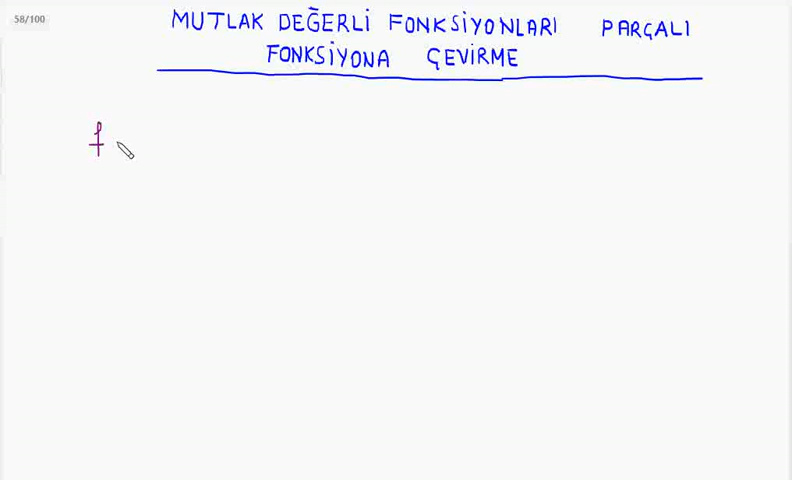 58/100
MUTLAK DEĞERLİ FONKSİYONLARI PARÇALI
FONKSİYONA ÇEVİRME
f